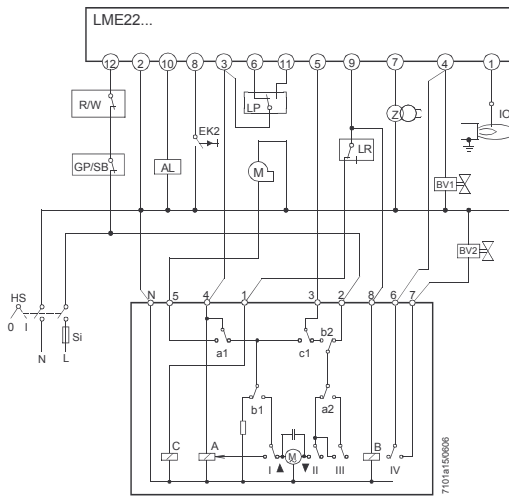 LME22...
12 2 10 8 3 6 11 5 9 7 4 1
R/W
LP
EK2
Z
IO
GP/SB
AL
M
LR
BV1
BV2
HS
0 I
Si
N L
N 5 4 1 3 2 8 6 7
a1 c1 b2
b1 a2
C A I M II III B IV
7101a15/0606